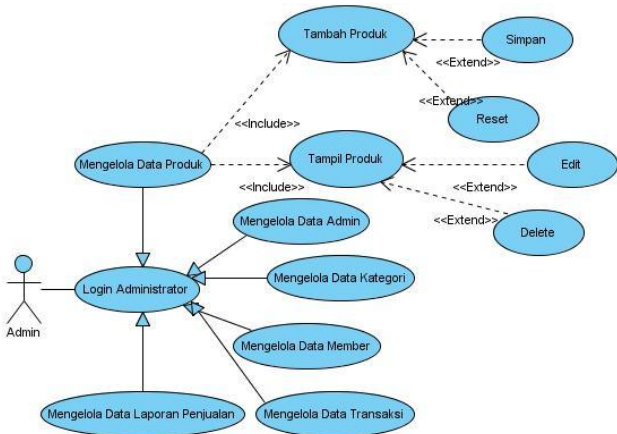 Tambah Produk
Simpan
<<Extend>>
<<Extend>>
Reset
<<Include>>
Mengelola Data Produk
Tampil Produk
Edit
<<Include>>
<<Extend>>
<<Extend>>
Delete
Mengelola Data Admin
Mengelola Data Kategori
Login Administrator
Admin
Mengelola Data Member
Mengelola Data Laporan Penjualan
Mengelola Data Transaksi